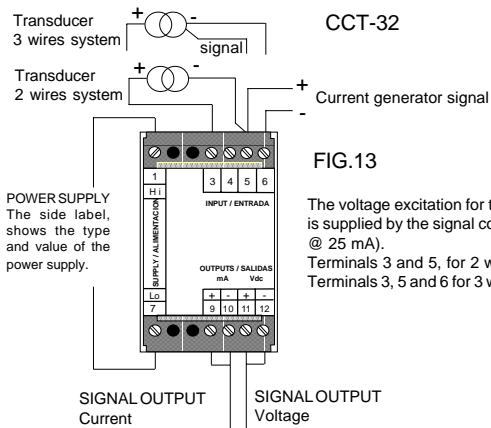 CCT-32
Transducer
3 wires system
+ -
signal
Transducer
2 wires system
+ -
+
-
Current generator signal
FIG.13
1
Hi
3 4 5 6
INPUT / ENTRADA
SUPPLY / ALIMENTACION
OUTPUTS / SALIDAS
mA Vdc
Lo
7
+ - + -
9 10 11 12
POWER SUPPLY
The side label,
shows the type
and value of the
power supply.
The voltage excitation for
is supplied by the signal
@ 25 mA).
Terminals 3 and 5, for 2
Terminals 3, 5 and 6 for 3
SIGNAL OUTPUT
Current
SIGNAL OUTPUT
Voltage